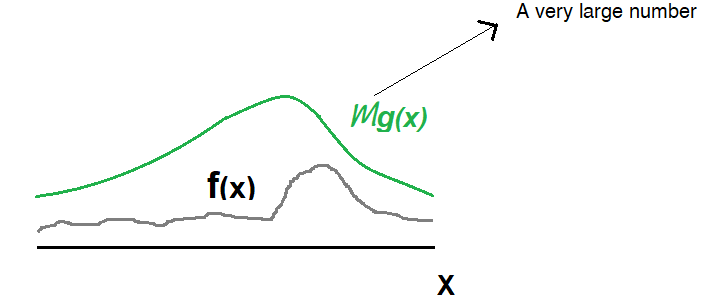 A very large number
Mg(x)
f(x)
X